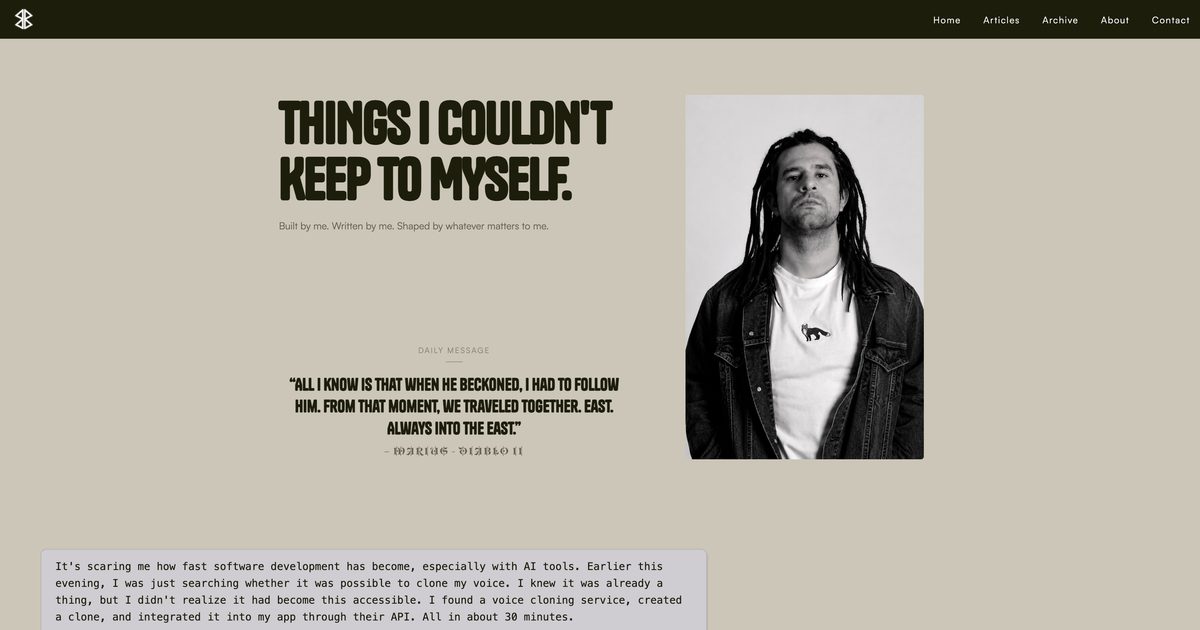 Home Articles Archive About Contact
THINGS I COULDN'T
KEEP TO MYSELF.
Built by me. Written by me. Shaped by whatever matters to me.
DAILY MESSAGE
“ALL I KNOW IS THAT WHEN HE BECKONED, I HAD TO FOLLOW
HIM. FROM THAT MOMENT, WE TRAVELED TOGETHER. EAST.
ALWAYS INTO THE EAST.”
– MARIUS - DIABLO II
It's scaring me how fast software development has become, especially with AI tools. Earlier this
evening, I was just searching whether it was possible to clone my voice. I knew it was already a
thing, but I didn't realize it had become this accessible. I found a voice cloning service, created
a clone, and integrated it into my app through their API. All in about 30 minutes.